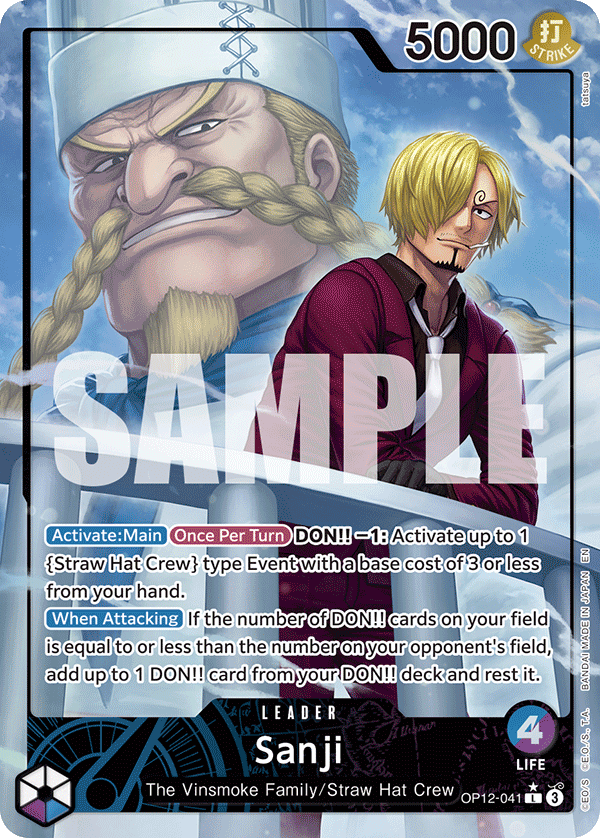 5000
打
STRIKE
tatsuya
SAMPLE
Activate:Main Once Per Turn DON!! −1: Activate up to 1
{Straw Hat Crew} type Event with a base cost of 3 or less
from your hand.
When Attacking If the number of DON!! cards on your field
is equal to or less than the number on your opponent's field,
add up to 1 DON!! card from your DON!! deck and rest it.
LEADER
Sanji
The Vinsmoke Family/Straw Hat Crew
4
LIFE
OP12-041 L 3
©E.O/S ©E.O./S., T.A. BANDAI MADE IN JAPAN EN